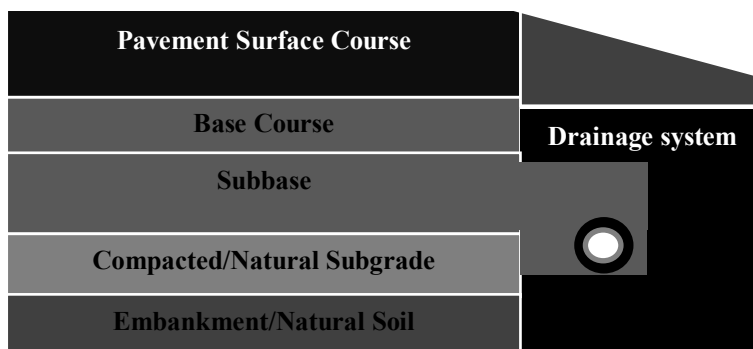 Pavement Surface Course
Base Course
Drainage system
Subbase
Compacted/Natural Subgrade
Embankment/Natural Soil